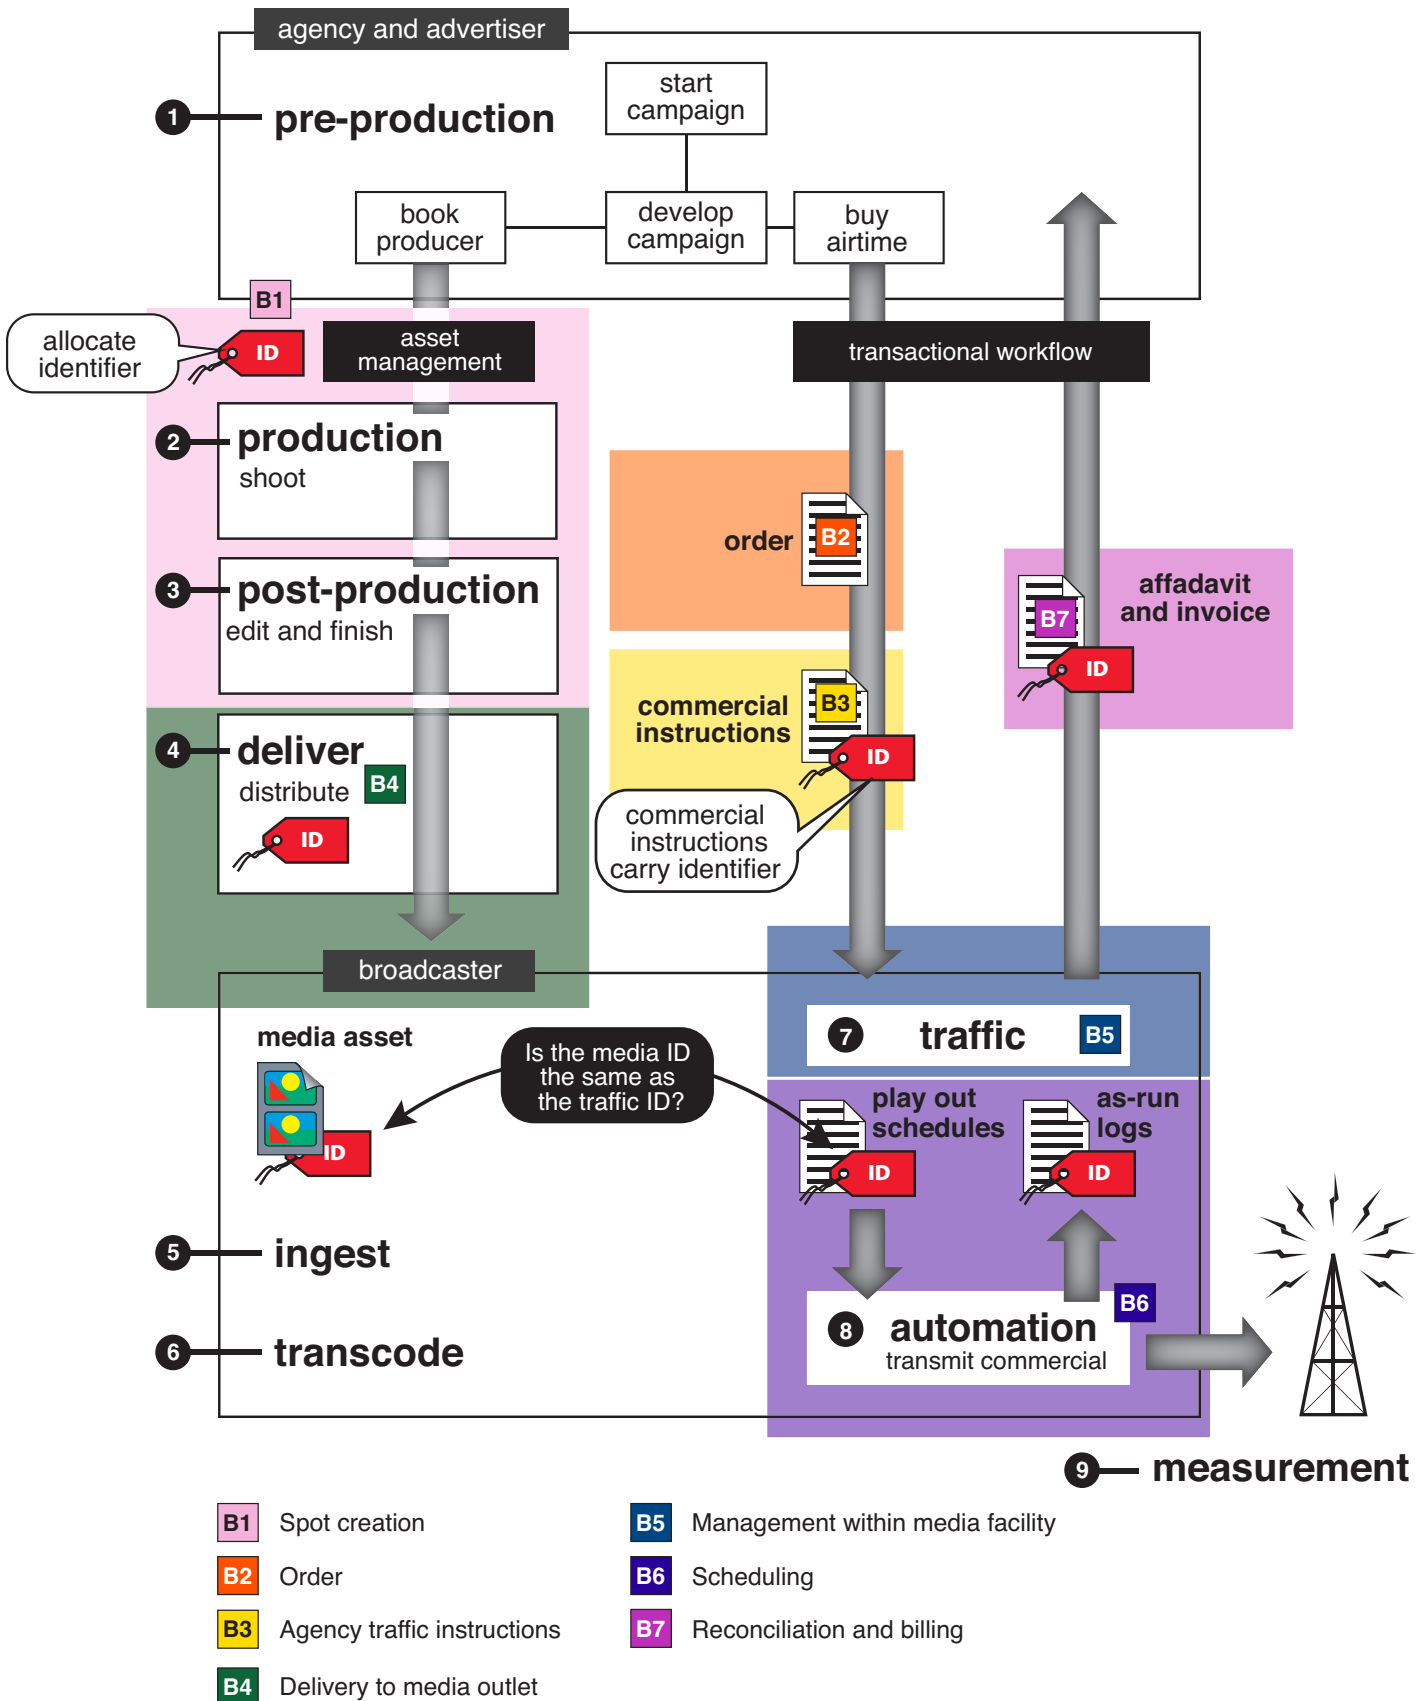 agency and advertiser
1
pre-production
start
campaign
book
producer
develop
campaign
buy
airtime
B1
allocate
identifier
ID
asset
management
transactional workflow
2
production
shoot
order
B2
3
post-production
edit and finish
B7
affadavit
and invoice
ID
commercial
instructions
B3
ID
4
deliver
distribute
B4
ID
commercial
instructions
carry identifier
broadcaster
media asset
ID
Is the media ID
the same as
the traffic ID?
7
traffic
B5
play out
schedules
ID
as-run
logs
ID
5
ingest
6
transcode
B6
8
automation
transmit commercial
9
measurement
B1 Spot creation
B2 Order
B3 Agency traffic instructions
B4 Delivery to media outlet
B5 Management within media facility
B6 Scheduling
B7 Reconciliation and billing